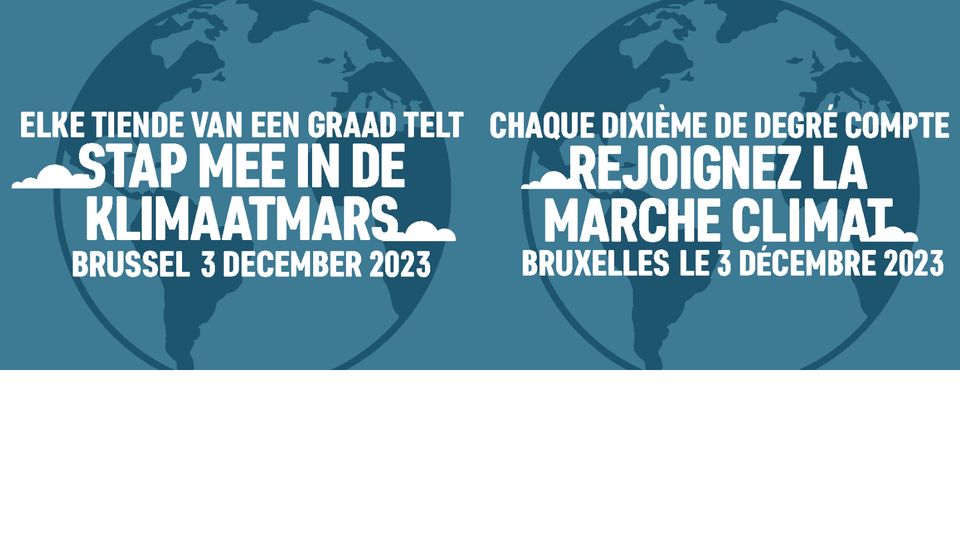 ELKE TIENDE VAN EEN GRAAD TELT
STAP MEE IN DE
KLIMAATMARS
BRUSSEL 3 DECEMBER 2023
CHAQUE DIXIÈME DE DEGRÉ COMPTE
REJOIGNEZ LA
MARCHE CLIMAT
BRUXELLES LE 3 DÉCEMBRE 2023